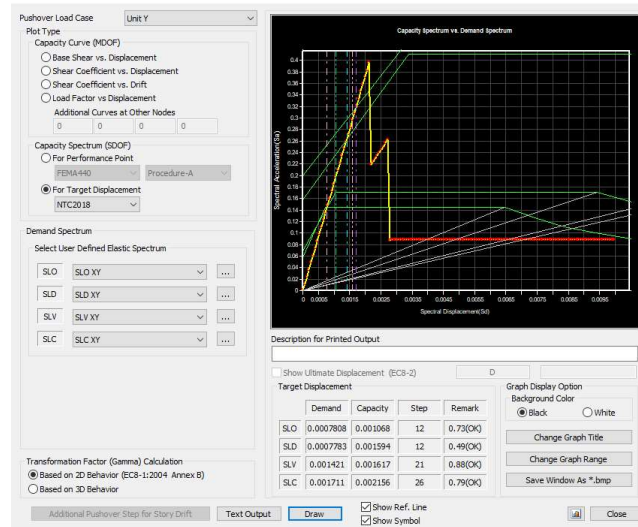 Pushover Load Case
Unit Y
Plot Type
Capacity Curve (MDOF)
Base Shear vs. Displacement
Shear Coefficient vs. Displacement
Shear Coefficient vs. Drift
Load Factor vs Displacement
Additional Curves at Other Nodes
0 0 0 0
Capacity Spectrum (SDOF)
For Performance Point
FEMA440 Procedure-A
For Target Displacement
NTC2018
Demand Spectrum
Select User Defined Elastic Spectrum
SLO SLO XY ...
SLD SLD XY ...
SLV SLV XY ...
SLC SLC XY ...
Transformation Factor (Gamma) Calculation
Based on 2D Behavior (EC8-1:2004 Annex B)
Based on 3D Behavior
Capacity Spectrum vs. Demand Spectrum
Spectral Acceleration(Sa)
0.4
0.38
0.36
0.34
0.32
0.3
0.28
0.26
0.24
0.22
0.2
0.18
0.16
0.14
0.12
0.1
0.08
0.06
0.04
0.02
0
0 0.0005 0.0015 0.0025 0.0035 0.0045 0.0055 0.0065 0.0075 0.0085 0.0095
Spectral Displacement(Sd)
Description for Printed Output
Show Ultimate Displacement (EC8-2) D
Target Displacement
Demand Capacity Step Remark
SLO 0.0007808 0.001068 12 0.73(OK)
SLD 0.0007783 0.001594 12 0.49(OK)
SLV 0.001421 0.001617 21 0.88(OK)
SLC 0.001711 0.002156 26 0.79(OK)
Graph Display Option
Background Color
Black White
Change Graph Title
Change Graph Range
Save Window As *.bmp
Additional Pushover Step for Story Drift
Text Output
Draw
Show Ref. Line
Show Symbol
Close